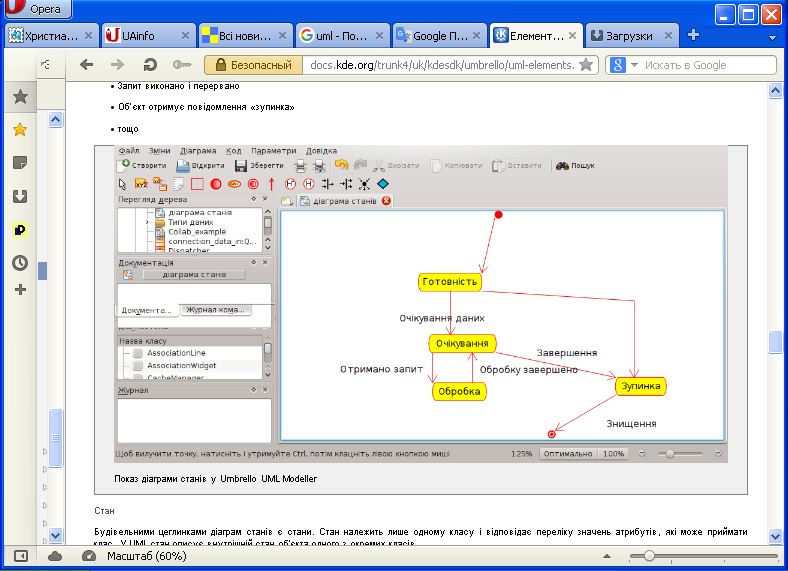 Opera
Христиа...
UAinfo
Всі нови...
uml - По...
Google П...
Елемент...
Загрузки
Безопасный
docs.kde.org/trunk4/uk/kdesdk/umbrello/uml-elements.
Искать в Google
• Запит виконано і перервано
• Об'єкт отримує повідомлення «зупинка»
• тощо
Файл Зміни Діаграма Код Параметри Довідка
Створити Відкрити Зберегти Вирізати Копіювати Вставити Пошук
Перегляд дерева
діаграма станів
Типи даних
Collab_example
connection_data_in:Q...
Dispatcher
Документація
діаграма станів
Документа...
Журнал кома...
Назва класу
AssociationLine
AssociationWidget
CacheManager
Журнал
діаграма станів
Готовність
Очікування даних
Очікування
Завершення
Отримано запит
Обробку завершено
Обробка
Зупинка
Знищення
Щоб вилучити точку, натисніть і утримуйте Ctrl, потім клацніть лівою кнопкою миші
125% Оптимально 100%
Показ діаграми станів у Umbrello UML Modeller
Стан
Будівельними цеглинками діаграм станів є стани. Стан належить лише одному класу і відповідає переліку значень атрибутів, які може приймати
клас. У UML стан описує внутрішній стан об'єкта одного з окремих класів
Масштаб (60%)